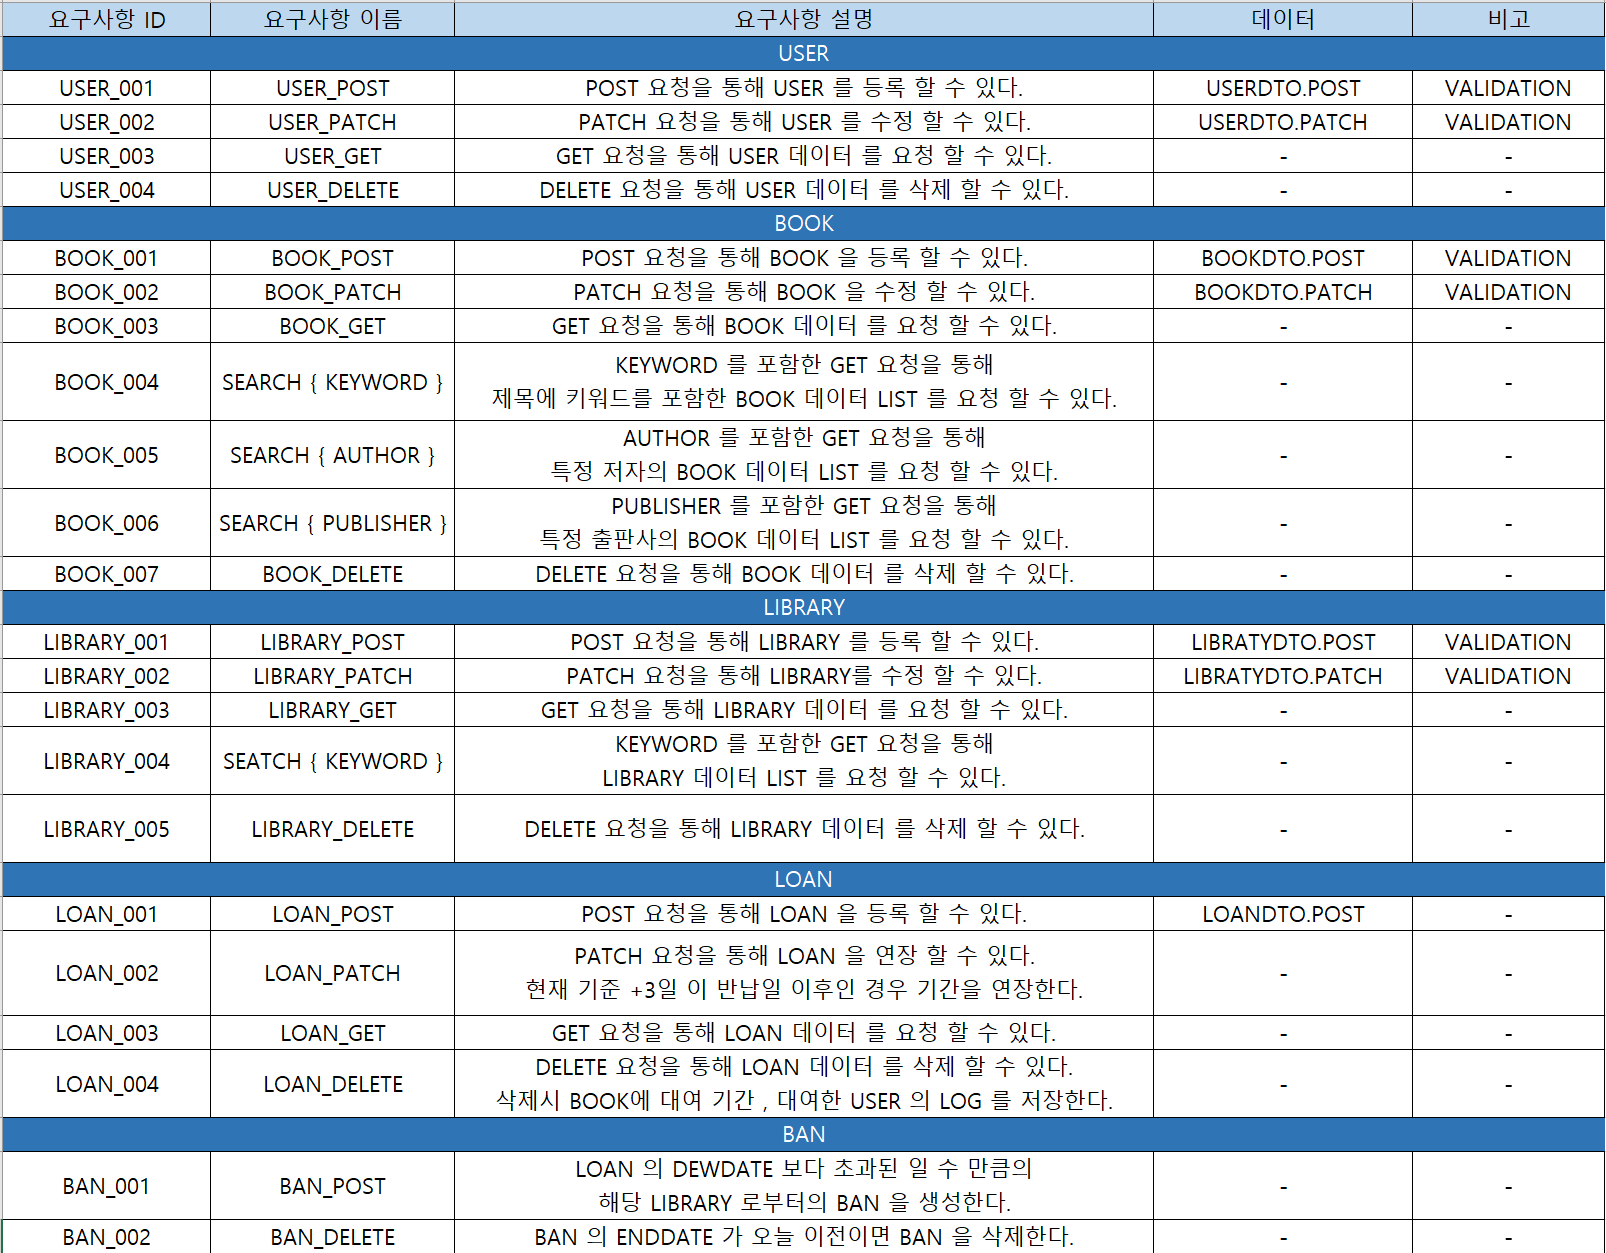 요구사항 ID 요구사항 이름 요구사항 설명 데이터 비고
USER
USER_001 USER_POST POST 요청을 통해 USER 를 등록 할 수 있다. USERDTO.POST VALIDATION
USER_002 USER_PATCH PATCH 요청을 통해 USER 를 수정 할 수 있다. USERDTO.PATCH VALIDATION
USER_003 USER_GET GET 요청을 통해 USER 데이터 를 요청 할 수 있다. - -
USER_004 USER_DELETE DELETE 요청을 통해 USER 데이터 를 삭제 할 수 있다. - -
BOOK
BOOK_001 BOOK_POST POST 요청을 통해 BOOK 을 등록 할 수 있다. BOOKDTO.POST VALIDATION
BOOK_002 BOOK_PATCH PATCH 요청을 통해 BOOK 을 수정 할 수 있다. BOOKDTO.PATCH VALIDATION
BOOK_003 BOOK_GET GET 요청을 통해 BOOK 데이터 를 요청 할 수 있다. - -
BOOK_004 SEARCH { KEYWORD } KEYWORD 를 포함한 GET 요청을 통해
제목에 키워드를 포함한 BOOK 데이터 LIST 를 요청 할 수 있다. - -
BOOK_005 SEARCH { AUTHOR } AUTHOR 를 포함한 GET 요청을 통해
특정 저자의 BOOK 데이터 LIST 를 요청 할 수 있다. - -
BOOK_006 SEARCH { PUBLISHER } PUBLISHER 를 포함한 GET 요청을 통해
특정 출판사의 BOOK 데이터 LIST 를 요청 할 수 있다. - -
BOOK_007 BOOK_DELETE DELETE 요청을 통해 BOOK 데이터 를 삭제 할 수 있다. - -
LIBRARY
LIBRARY_001 LIBRARY_POST POST 요청을 통해 LIBRARY 를 등록 할 수 있다. LIBRATYDTO.POST VALIDATION
LIBRARY_002 LIBRARY_PATCH PATCH 요청을 통해 LIBRARY를 수정 할 수 있다. LIBRATYDTO.PATCH VALIDATION
LIBRARY_003 LIBRARY_GET GET 요청을 통해 LIBRARY 데이터 를 요청 할 수 있다. - -
LIBRARY_004 SEATCH { KEYWORD } KEYWORD 를 포함한 GET 요청을 통해
LIBRARY 데이터 LIST 를 요청 할 수 있다. - -
LIBRARY_005 LIBRARY_DELETE DELETE 요청을 통해 LIBRARY 데이터 를 삭제 할 수 있다. - -
LOAN
LOAN_001 LOAN_POST POST 요청을 통해 LOAN 을 등록 할 수 있다. LOANDTO.POST -
LOAN_002 LOAN_PATCH PATCH 요청을 통해 LOAN 을 연장 할 수 있다.
현재 기준 +3일 이 반납일 이후인 경우 기간을 연장한다. - -
LOAN_003 LOAN_GET GET 요청을 통해 LOAN 데이터 를 요청 할 수 있다. - -
LOAN_004 LOAN_DELETE DELETE 요청을 통해 LOAN 데이터 를 삭제 할 수 있다.
삭제시 BOOK에 대여 기간 , 대여한 USER 의 LOG 를 저장한다. - -
BAN
BAN_001 BAN_POST LOAN 의 DEWDATE 보다 초과된 일 수 만큼의
해당 LIBRARY 로부터의 BAN 을 생성한다. - -
BAN_002 BAN_DELETE BAN 의 ENDDATE 가 오늘 이전이면 BAN 을 삭제한다. - -